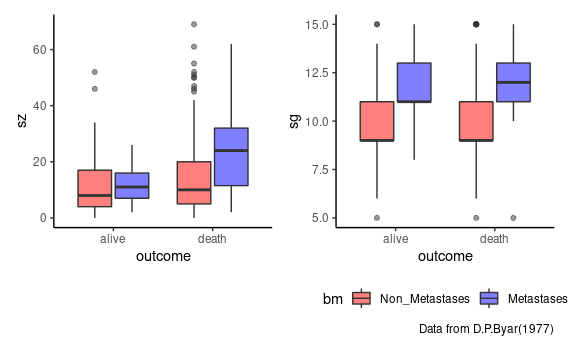 sz
60
40
20
0
alive
death
outcome
sg
15.0
12.5
10.0
7.5
5.0
alive
death
outcome
bm Non_Metastases Metastases
Data from D.P.Byar(1977)